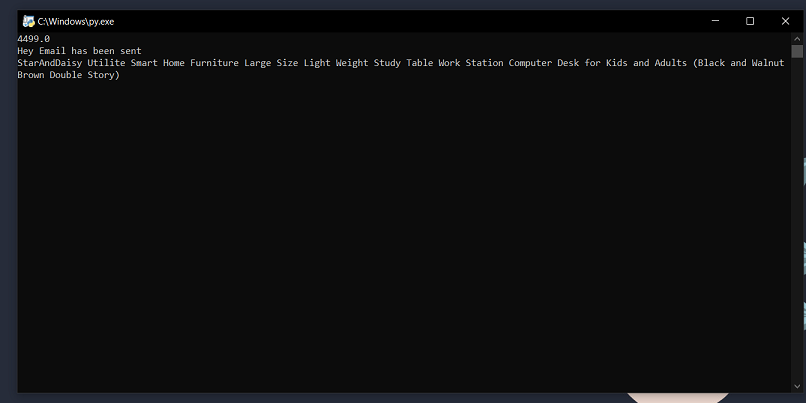 C:\Windows\py.exe
4499.0
Hey Email has been sent
StarAndDaisy Utilite Smart Home Furniture Large Size Light Weight Study Table Work Station Computer Desk for Kids and Adults (Black and Walnut
Brown Double Story)